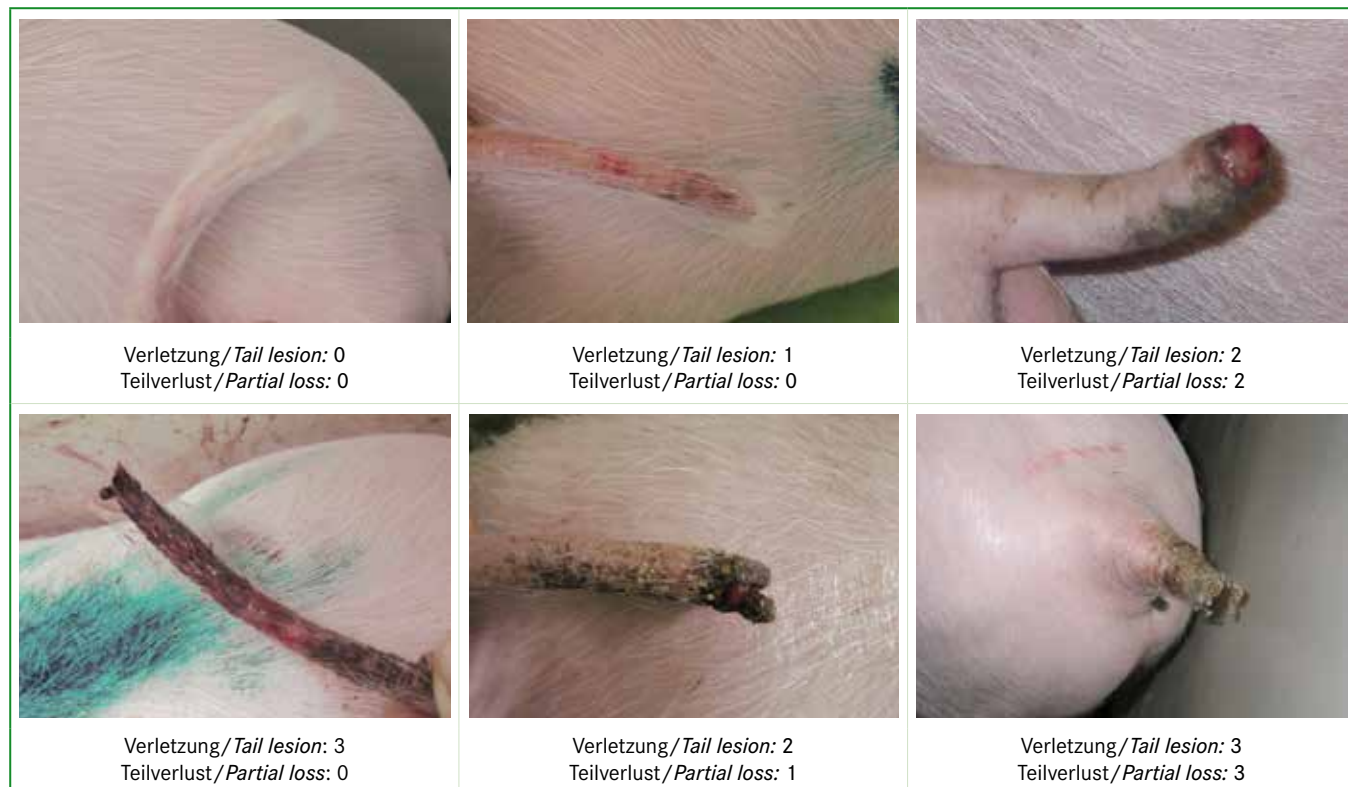 Verletzung/Tail lesion: 0
Teilverlust/Partial loss: 0
Verletzung/Tail lesion: 1
Teilverlust/Partial loss: 0
Verletzung/Tail lesion: 2
Teilverlust/Partial loss: 2
Verletzung/Tail lesion: 3
Teilverlust/Partial loss: 0
Verletzung/Tail lesion: 2
Teilverlust/Partial loss: 1
Verletzung/Tail lesion: 3
Teilverlust/Partial loss: 3